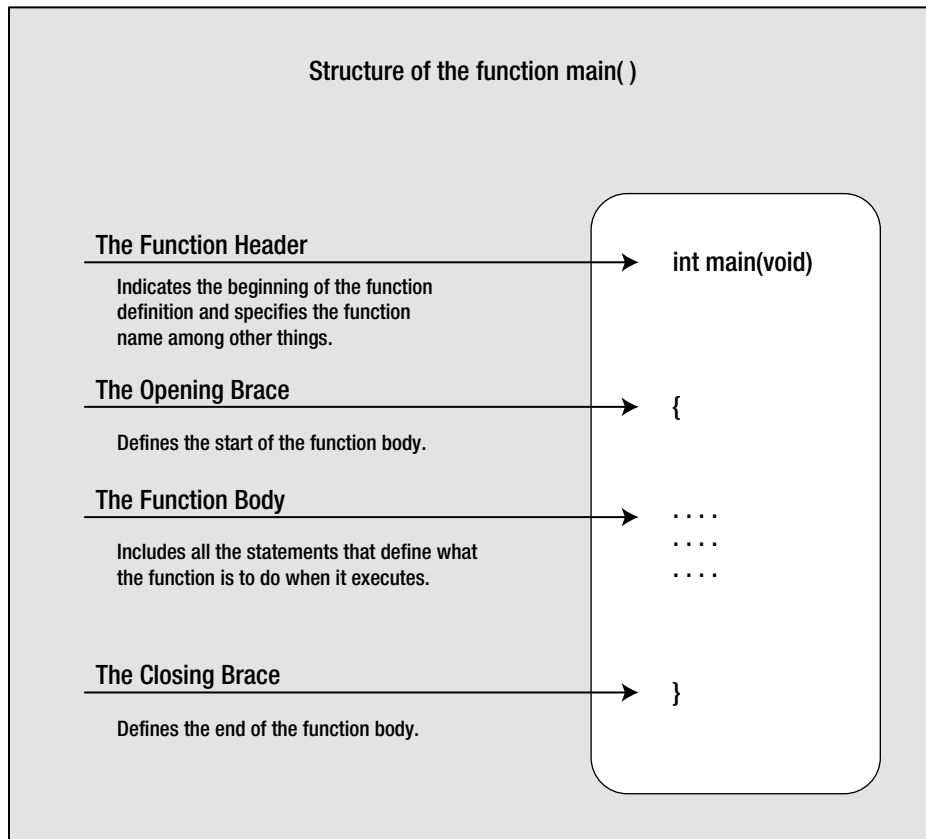 Structure of the function main( )
The Function Header
int main(void)
Indicates the beginning of the function
definition and specifies the function
name among other things.
The Opening Brace
{
Defines the start of the function body.
The Function Body
. . . .
. . . .
. . . .
Includes all the statements that define what
the function is to do when it executes.
The Closing Brace
}
Defines the end of the function body.